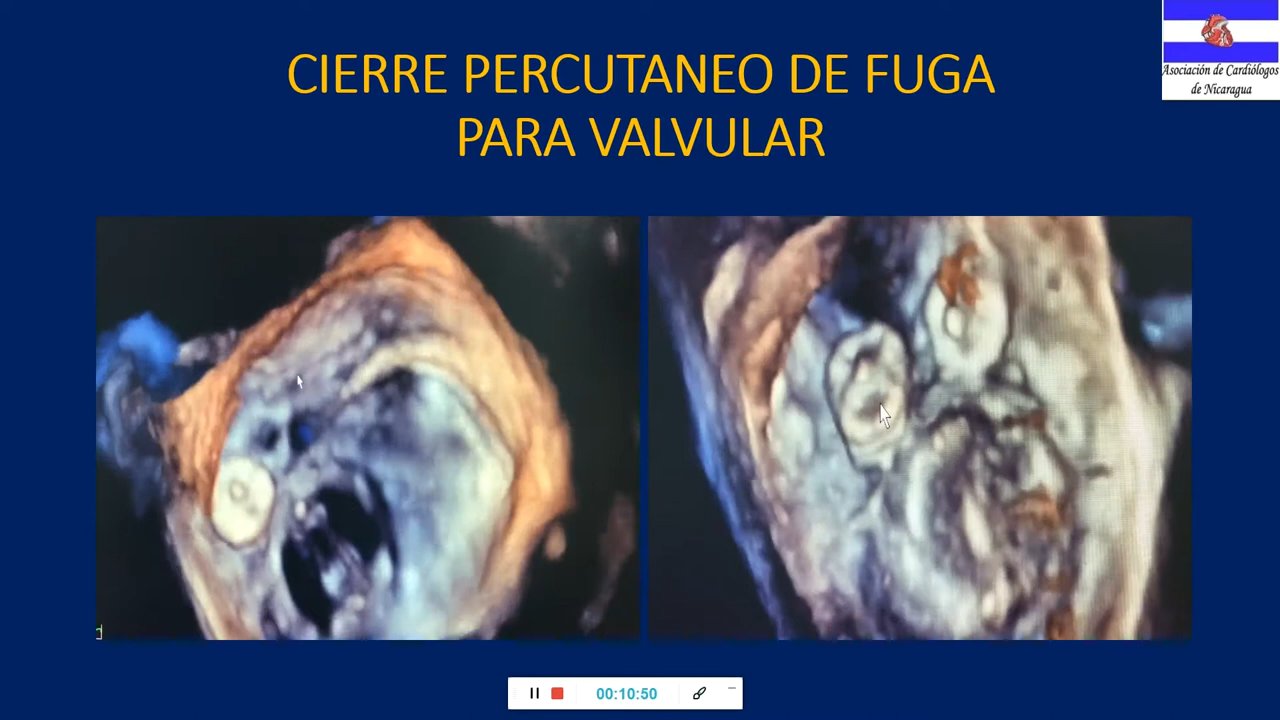 CIERRE PERCUTANEO DE FUGA
PARA VALVULAR
Asociación de Cardiólogos
de Nicaragua
00:10:50